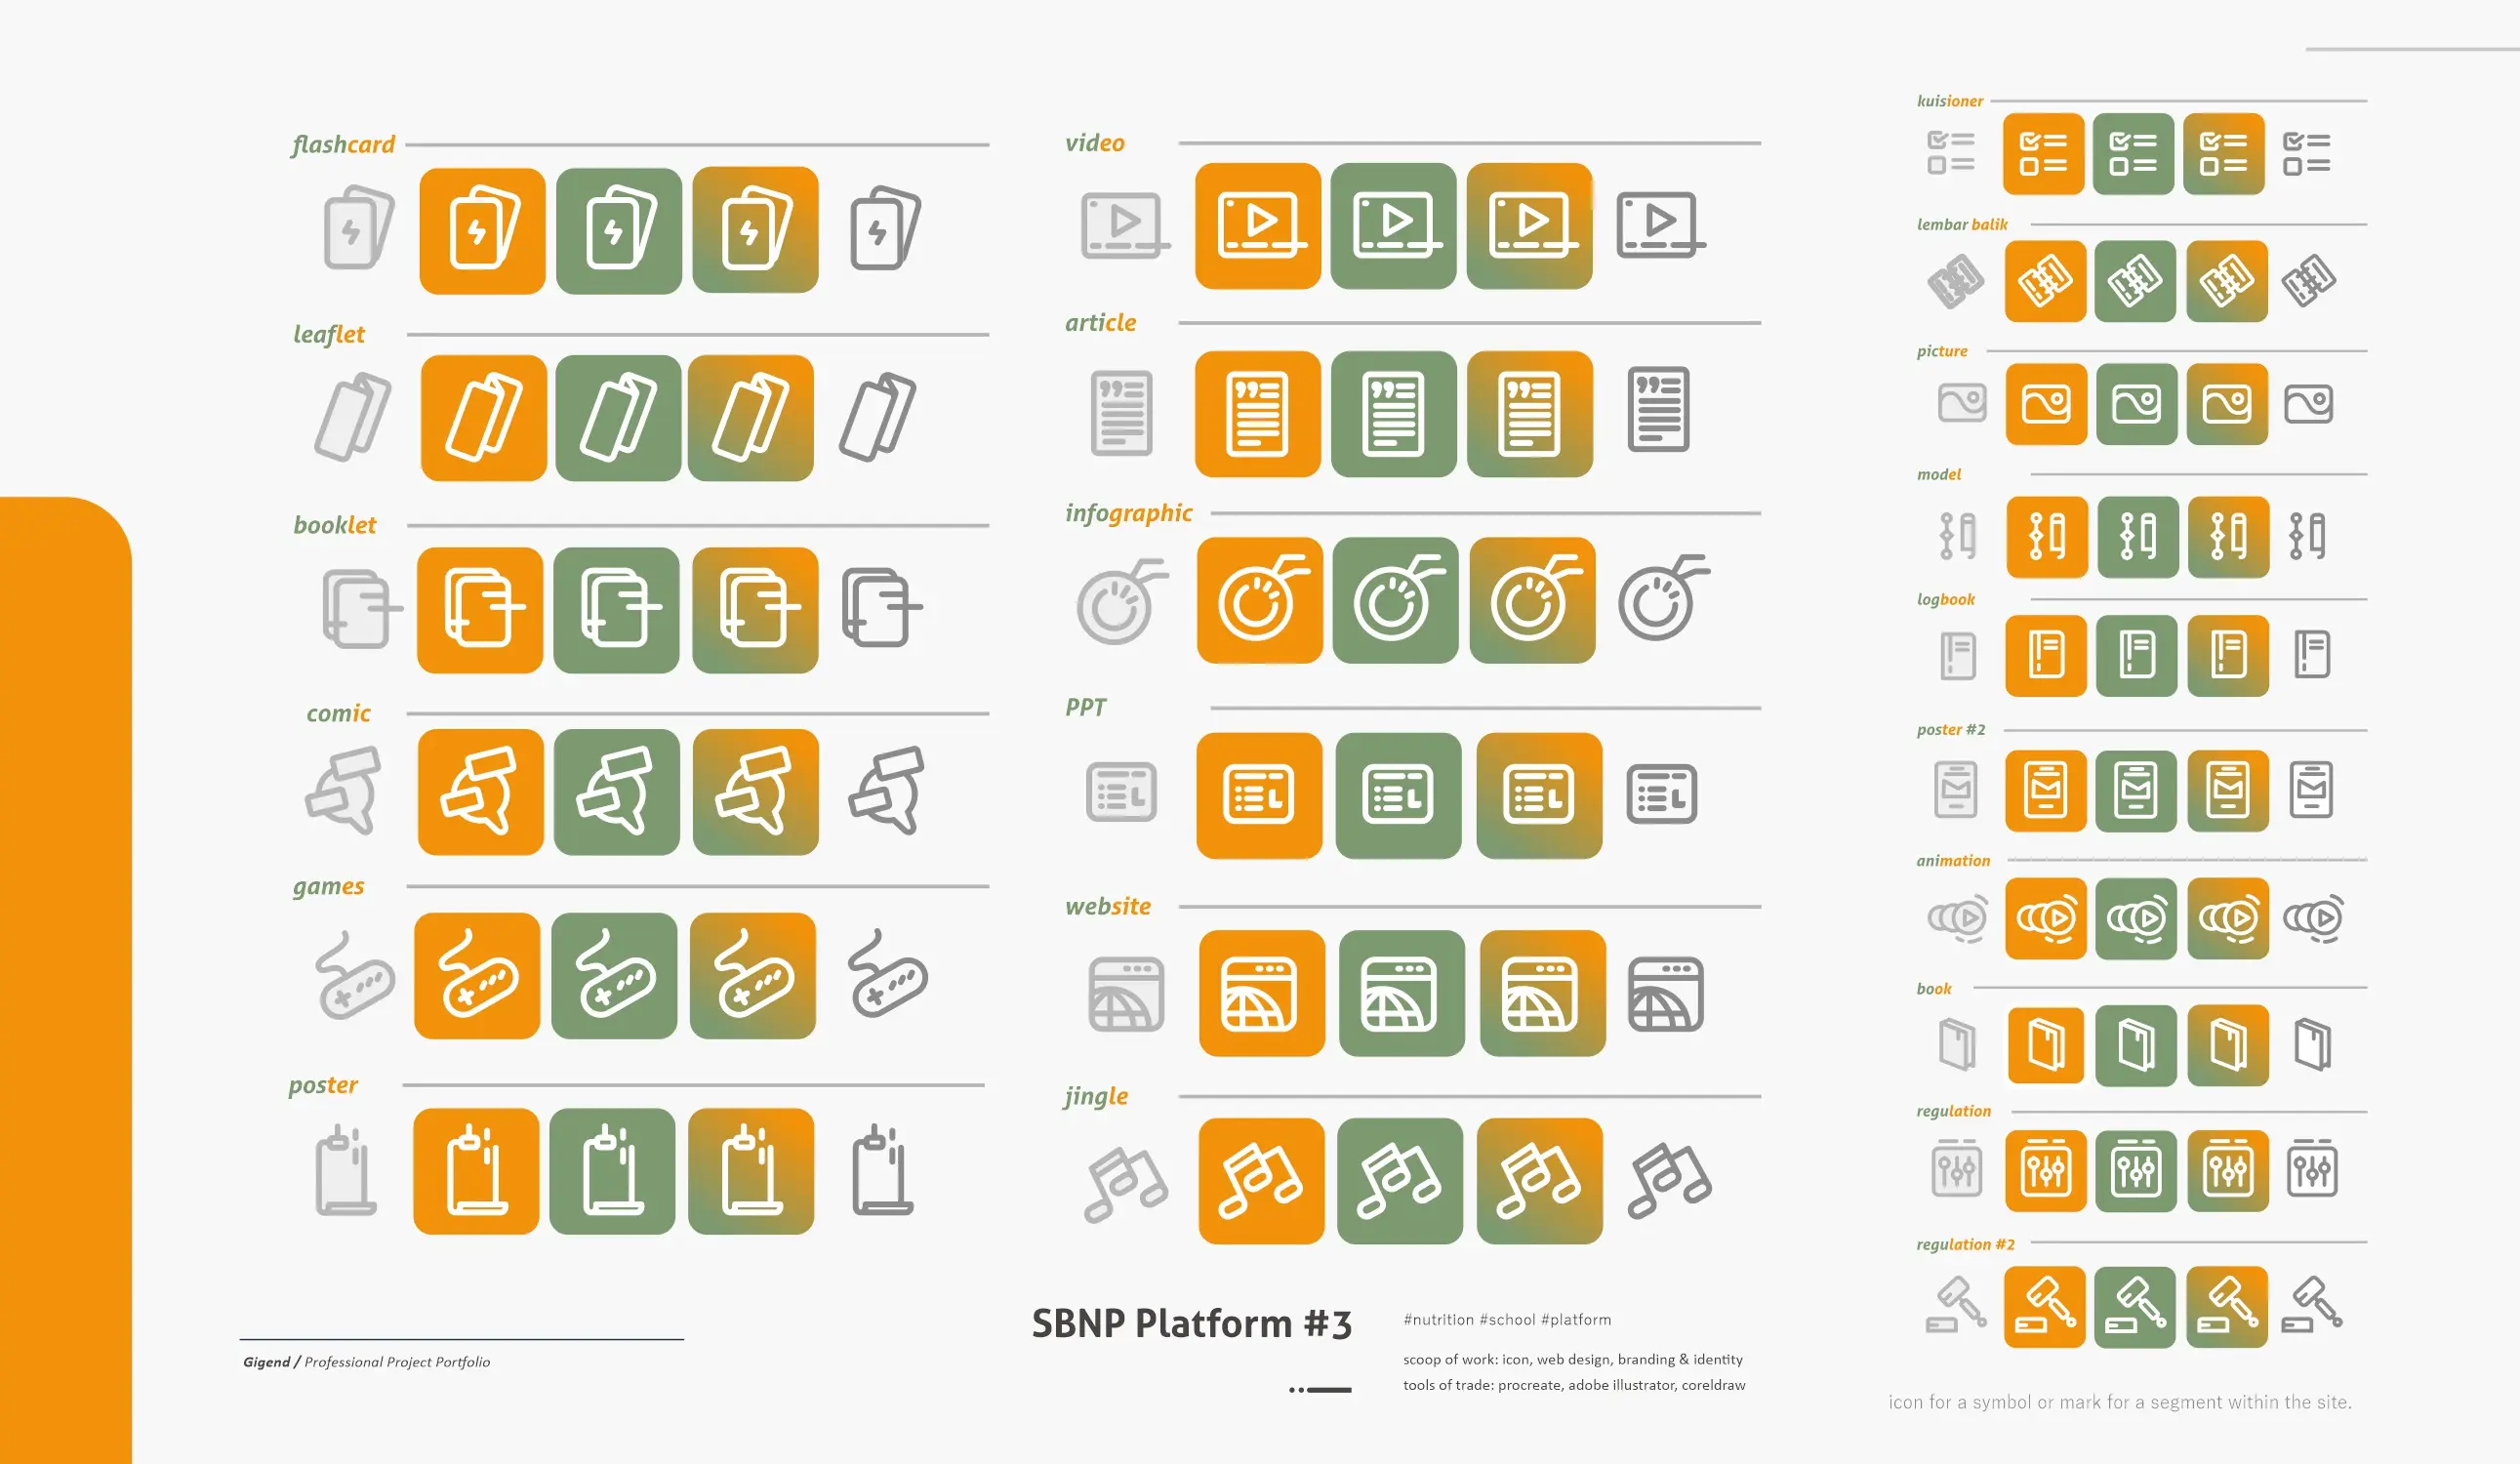 flashcard
leaflet
booklet
comic
games
poster
video
article
infographic
PPT
website
jingle
kuisioner
lembar balik
picture
model
logbook
poster #2
animation
book
regulation
regulation #2
SBNP Platform #3
#nutrition #school #platform
scoop of work: icon, web design, branding & identity
tools of trade: procreate, adobe illustrator, coreldraw
Gigend / Professional Project Portfolio
icon for a symbol or mark for a segment within the site.